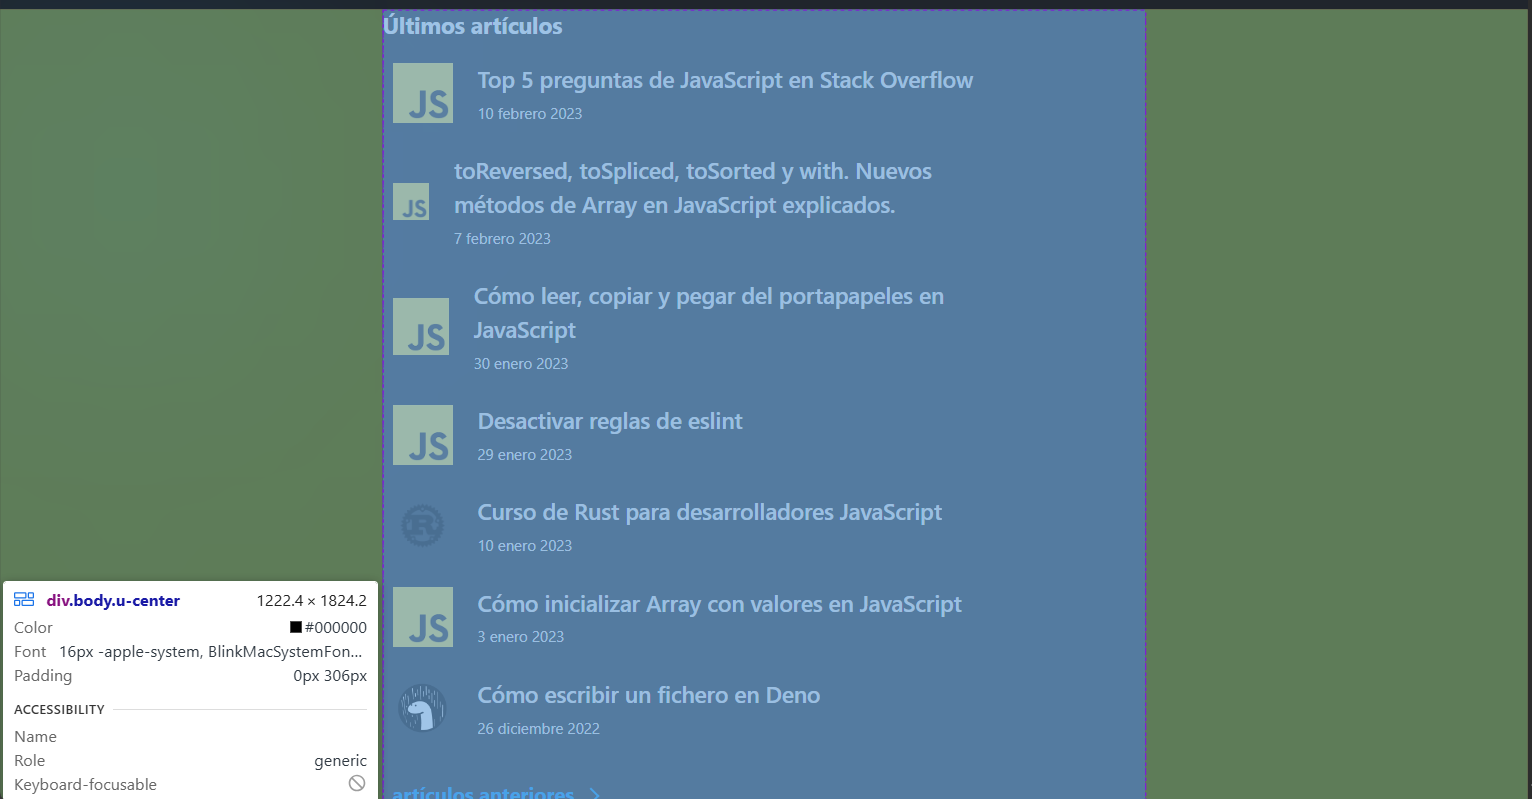 Últimos artículos
JS
Top 5 preguntas de JavaScript en Stack Overflow
10 febrero 2023
JS
toReversed, toSpliced, toSorted y with. Nuevos
métodos de Array en JavaScript explicados.
7 febrero 2023
JS
Cómo leer, copiar y pegar del portapapeles en
JavaScript
30 enero 2023
JS
Desactivar reglas de eslint
29 enero 2023
R
Curso de Rust para desarrolladores JavaScript
10 enero 2023
JS
Cómo inicializar Array con valores en JavaScript
3 enero 2023
Cómo escribir un fichero en Deno
26 diciembre 2022
artículos anteriores
div.body.u-center 1222.4 × 1824.2
Color #000000
Font 16px -apple-system, BlinkMacSystemFon...
Padding 0px 306px
ACCESSIBILITY
Name
Role generic
Keyboard-focusable